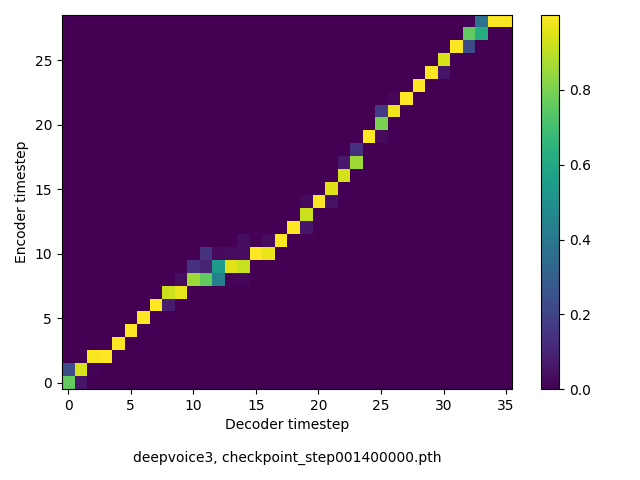 25
20
15
10
5
0
Encoder timestep
0 5 10 15 20 25 30 35
Decoder timestep
0.8
0.6
0.4
0.2
0.0
deepvoice3, checkpoint_step001400000.pth